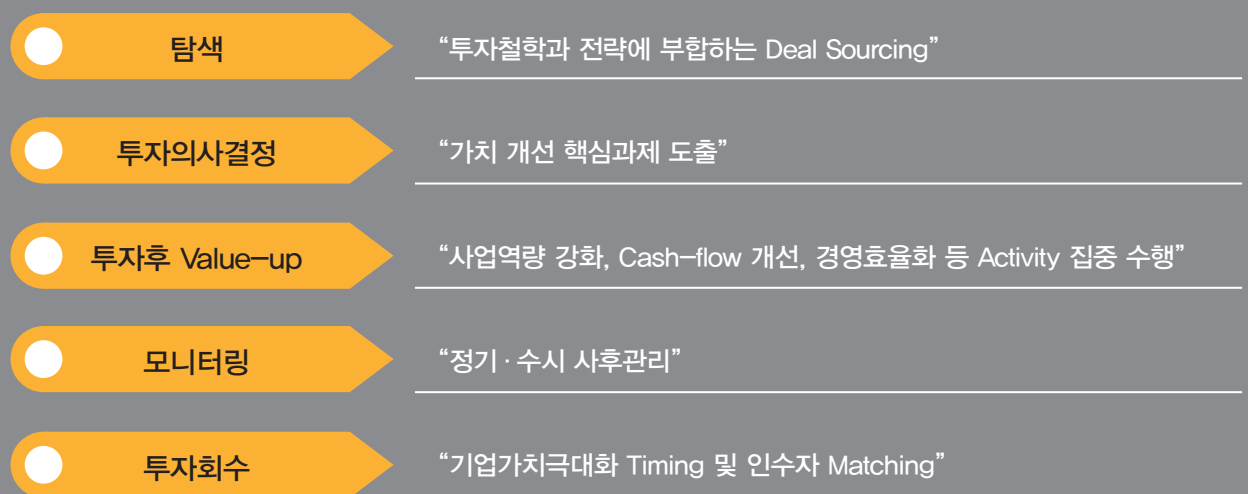 탐색
“투자철학과 전략에 부합하는 Deal Sourcing”
투자의사결정
“가치 개선 핵심과제 도출”
투자후 Value-up
“사업역량 강화, Cash-flow 개선, 경영효율화 등 Activity 집중 수행”
모니터링
“정기·수시 사후관리”
투자회수
“기업가치극대화 Timing 및 인수자 Matching”